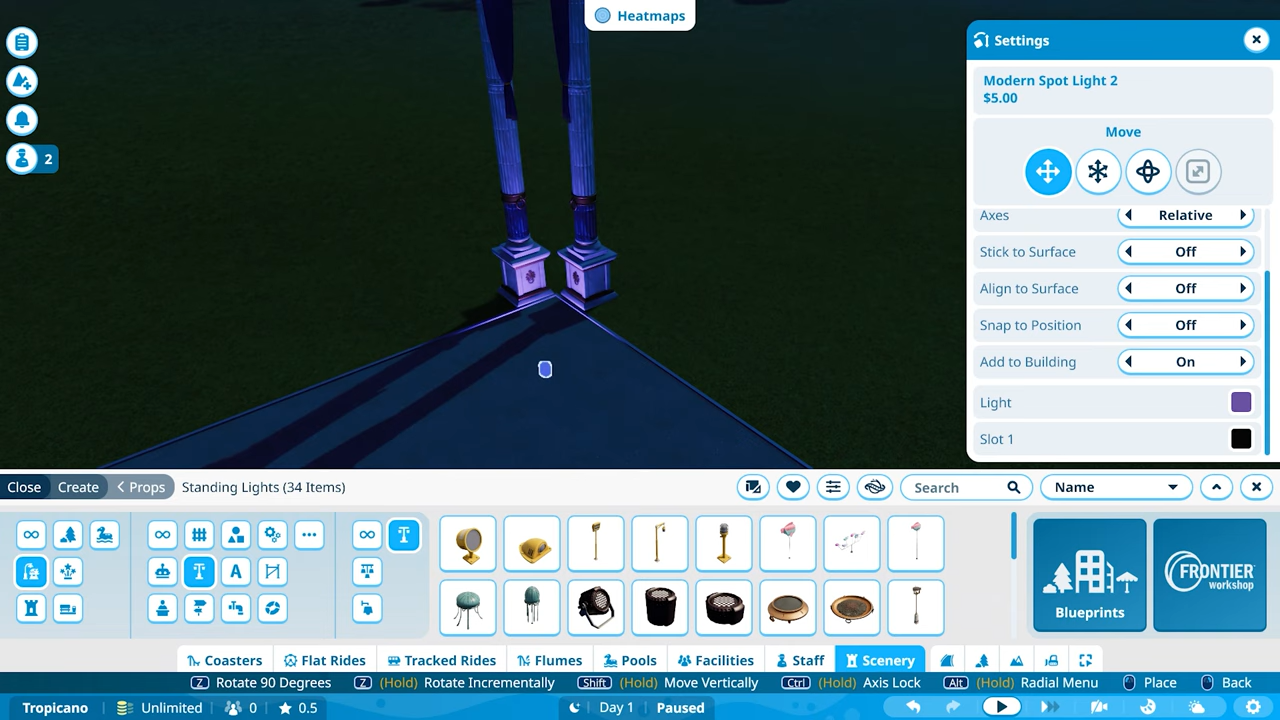 Heatmaps
2
Settings
Modern Spot Light 2
$5.00
Move
Axes
Relative
Stick to Surface
Off
Align to Surface
Off
Snap to Position
Off
Add to Building
On
Light
Slot 1
Close
Create
Props
Standing Lights (34 Items)
Search
Name
Blueprints
FRONTIER
workshop
Coasters
Flat Rides
Tracked Rides
Flumes
Pools
Facilities
Staff
Scenery
Z Rotate 90 Degrees
Z (Hold) Rotate Incrementally
Shift (Hold) Move Vertically
Ctrl (Hold) Axis Lock
Alt (Hold) Radial Menu
Place
Back
Tropicano
Unlimited
0
0.5
Day 1
Paused